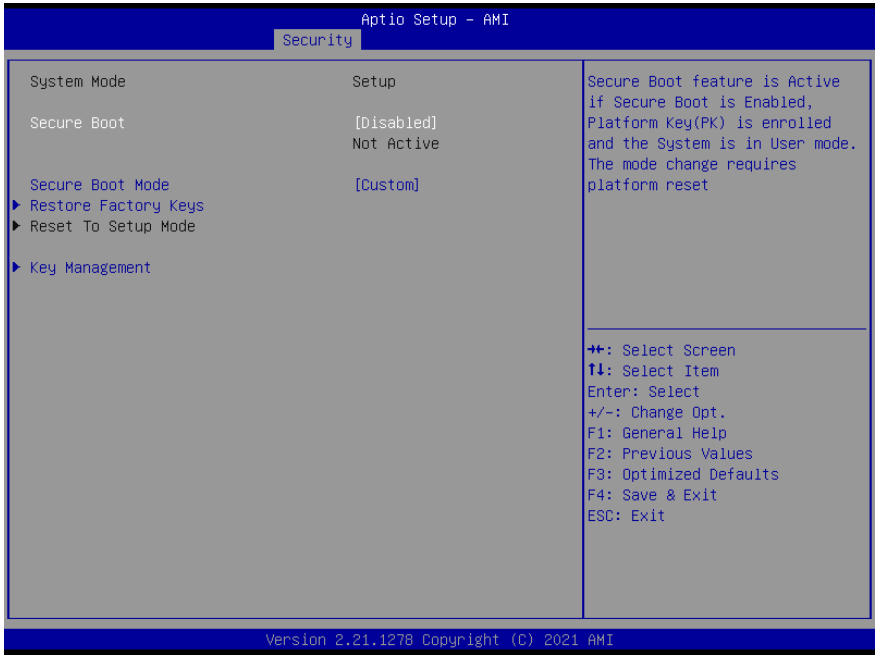 Aptio Setup – AMI
Security
System Mode Setup
Secure Boot [Disabled]
Not Active
Secure Boot Mode [Custom]
Restore Factory Keys
Reset To Setup Mode
Key Management
Secure Boot feature is Active
if Secure Boot is Enabled,
Platform Key(PK) is enrolled
and the System is in User mode.
The mode change requires
platform reset
→←: Select Screen
↑↓: Select Item
Enter: Select
+/-: Change Opt.
F1: General Help
F2: Previous Values
F3: Optimized Defaults
F4: Save & Exit
ESC: Exit
Version 2.21.1278 Copyright (C) 2021 AMI